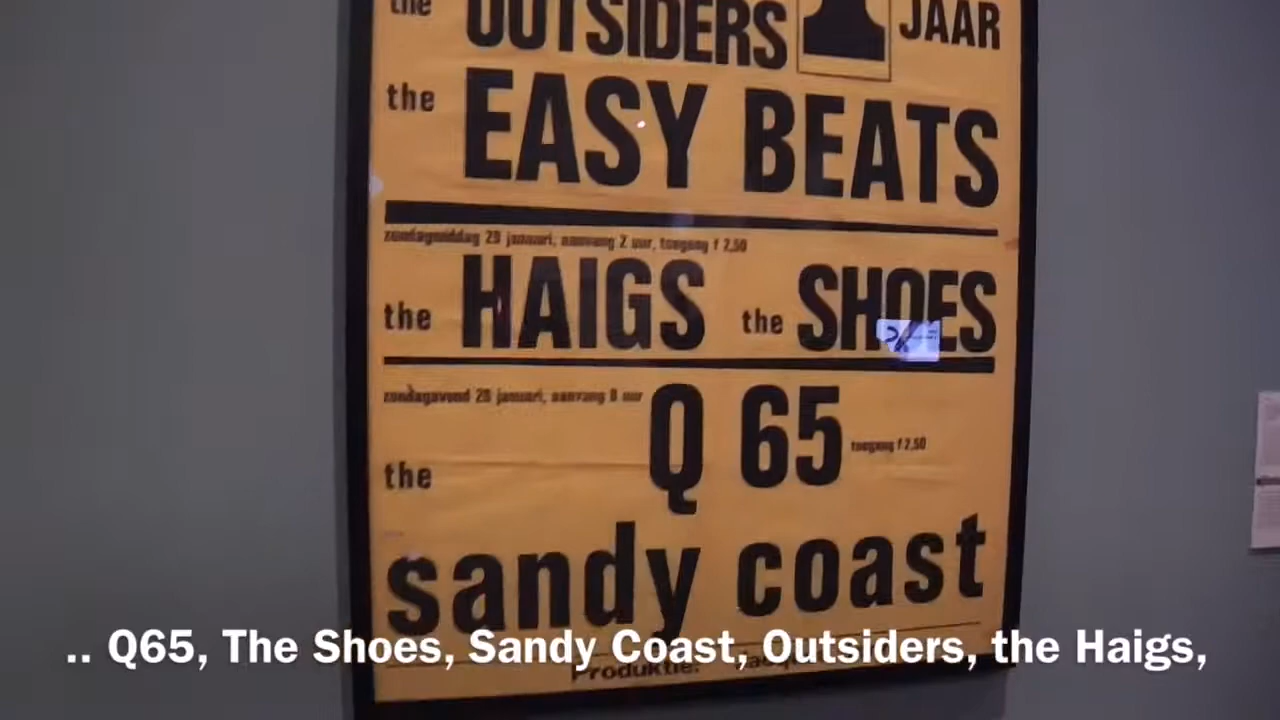 the OUTSIDERS 1 JAAR
the EASY BEATS
zondagmiddag 29 januari, aanvang 2 uur, toegang f 2,50
the HAIGS the SHOES
zondagavond 29 januari, aanvang 8 uur
Q 65 toegang f 2,50
the
sandy coast
Produktie:
.. Q65, The Shoes, Sandy Coast, Outsiders, the Haigs,